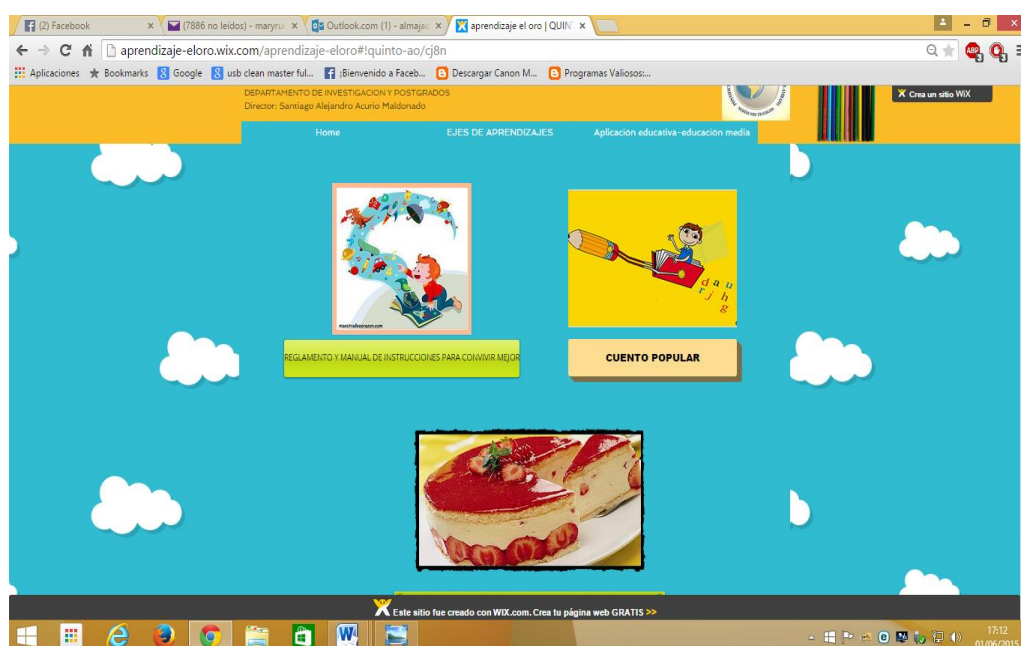 (2) Facebook
(7886 no leídos) - maryru
Outlook.com (1) - almajac
aprendizaje el oro | QUIN
aprendizaje-eloro.wix.com/aprendizaje-eloro#!quinto-ao/cj8n
Aplicaciones
Bookmarks
Google
usb clean master ful...
¡Bienvenido a Faceb...
Descargar Canon M...
Programas Valiosos:...
DEPARTAMENTO DE INVESTIGACION Y POSTGRADOS
Director: Santiago Alejandro Acurio Maldonado
Crea un sitio WiX
Home
EJES DE APRENDIZAJES
Aplicación educativa-educación media
d a u
r j h
g
maestradecorazon.com
REGLAMENTO Y MANUAL DE INSTRUCCIONES PARA CONVIVIR MEJOR
CUENTO POPULAR
Este sitio fue creado con WIX.com. Crea tu página web GRATIS >>
17:12
01/06/2015